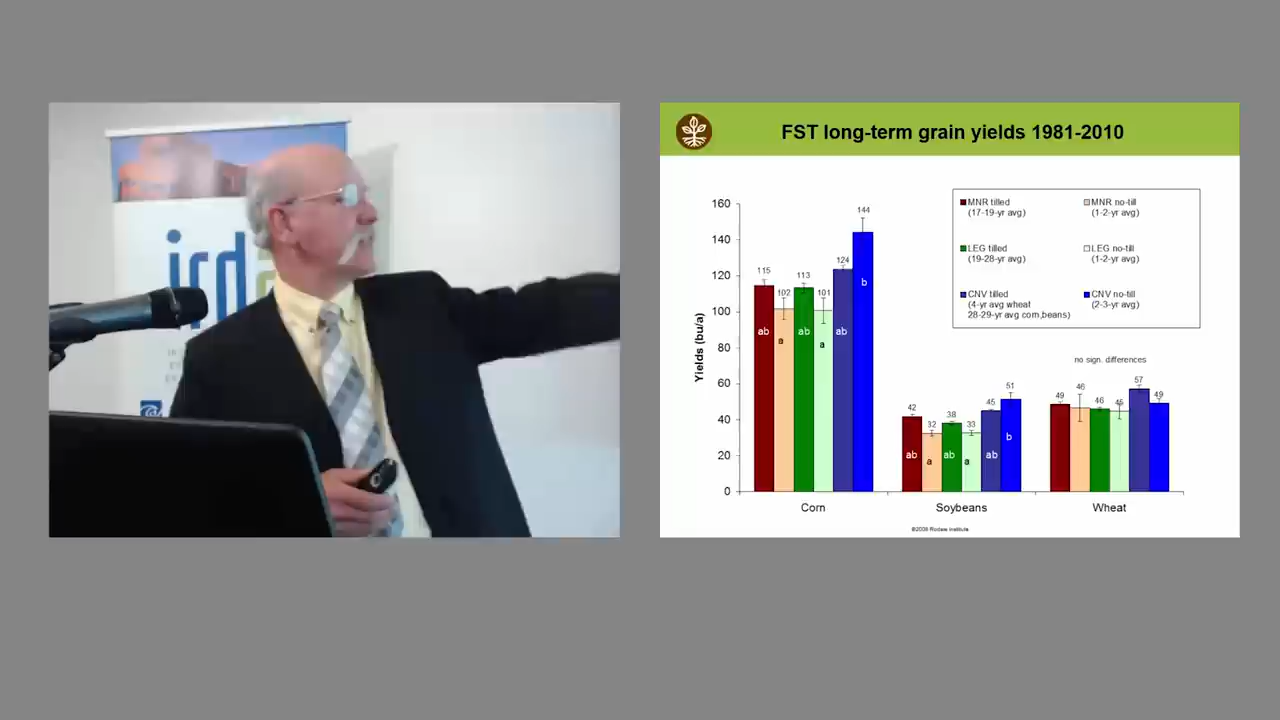 ird
FST long-term grain yields 1981-2010
MNR tilled
(17-19-yr avg)
MNR no-till
(1-2-yr avg)
LEG tilled
(19-28-yr avg)
LEG no-till
(1-2-yr avg)
CNV tilled
(4-yr avg wheat
28-29-yr avg corn,beans)
CNV no-till
(2-3-yr avg)
Yields (bu/a)
160
140
120
100
80
60
40
20
0
115
102
113
101
124
144
ab
a
ab
a
ab
b
42
32
38
33
45
51
ab
a
ab
a
ab
b
no sign. differences
49
46
46
45
57
49
Corn
Soybeans
Wheat